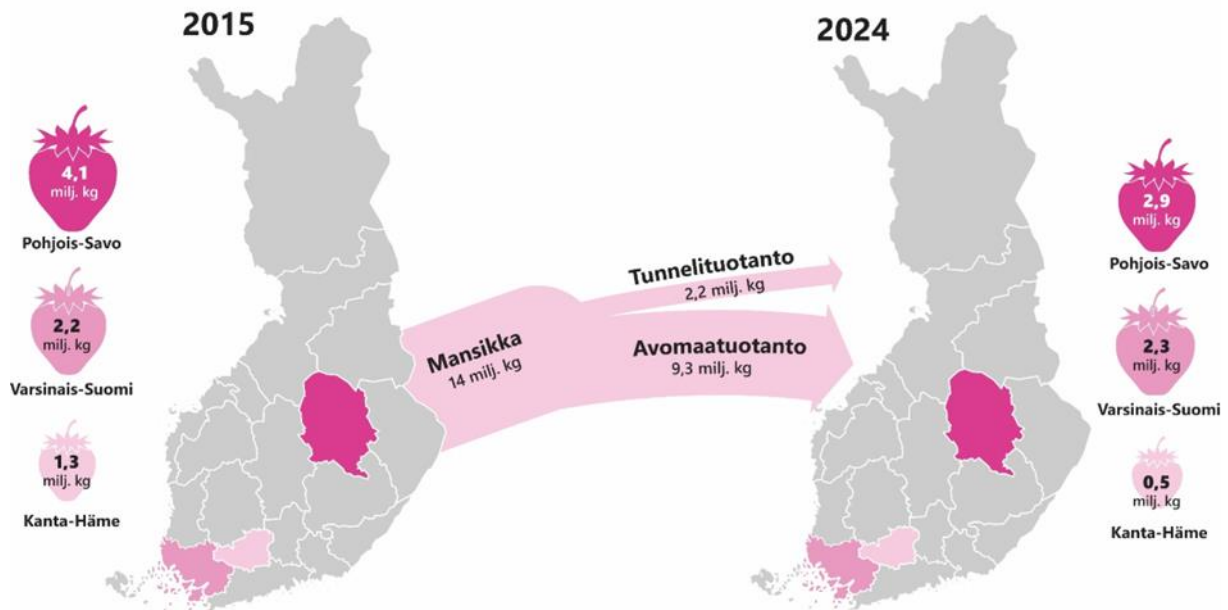 2015
4,1
milj. kg
Pohjois-Savo
2,2
milj. kg
Varsinais-Suomi
1,3
milj. kg
Kanta-Häme
Mansikka
14 milj. kg
Tunnelituotanto
2,2 milj. kg
Avomaatuotanto
9,3 milj. kg
2024
2,9
milj. kg
Pohjois-Savo
2,3
milj. kg
Varsinais-Suomi
0,5
milj. kg
Kanta-Häme